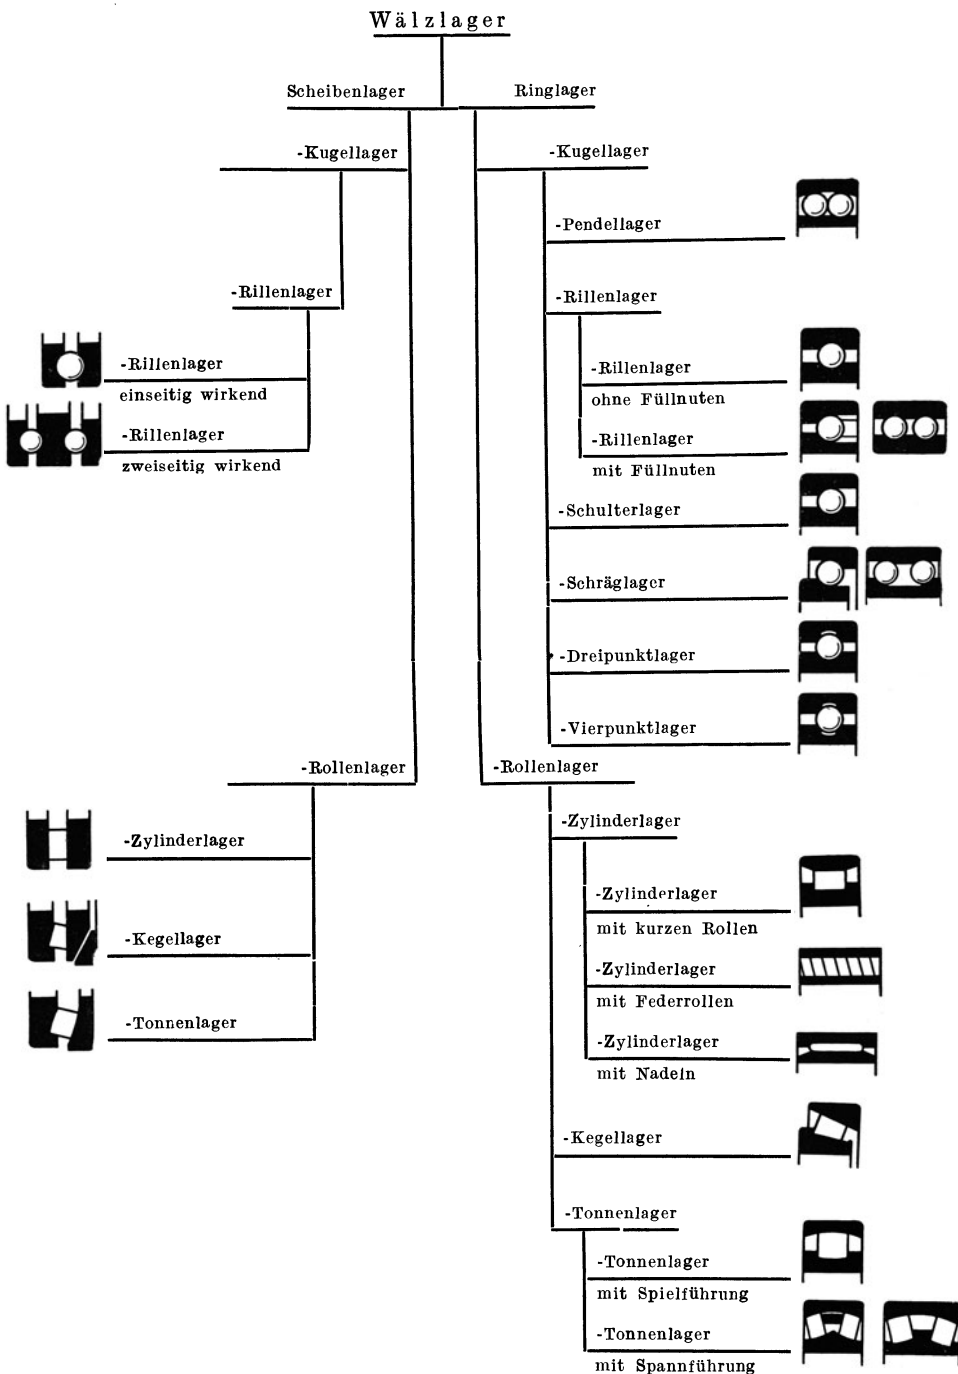 Wälzlager
Scheibenlager
Ringlager
-Kugellager
-Rillenlager
-Rillenlager
einseitig wirkend
-Rillenlager
zweiseitig wirkend
-Rollenlager
-Zylinderlager
-Kegellager
-Tonnenlager
-Kugellager
-Pendellager
-Rillenlager
-Rillenlager
ohne Füllnuten
-Rillenlager
mit Füllnuten
-Schulterlager
-Schräglager
-Dreipunktlager
-Vierpunktlager
-Rollenlager
-Zylinderlager
-Zylinderlager
mit kurzen Rollen
-Zylinderlager
mit Federrollen
-Zylinderlager
mit Nadeln
-Kegellager
-Tonnenlager
-Tonnenlager
mit Spielführung
-Tonnenlager
mit Spannführung